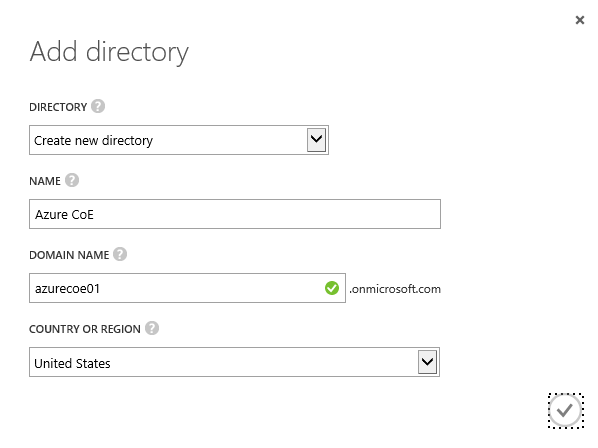 Add directory
DIRECTORY ?
Create new directory
NAME ?
Azure CoE
DOMAIN NAME ?
azurecoe01 .onmicrosoft.com
COUNTRY OR REGION ?
United States